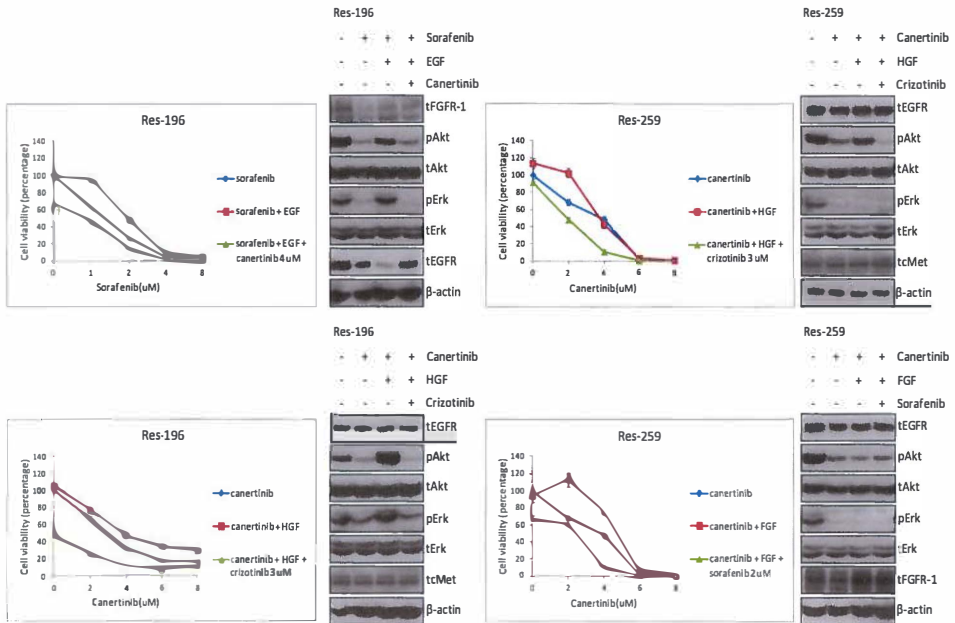 Res-196
- + + + Sorafenib
- - + + EGF
- - - + Canertinib
tFGFR-1
pAkt
tAkt
pErk
tErk
tEGFR
β-actin
Res-196
Cell viability (percentage)
140
120
100
80
60
40
20
0
0 1 2 4 8
Sorafenib(uM)
sorafenib
sorafenib + EGF
sorafenib + EGF +
canertinib 4 uM
Res-259
- + + + Canertinib
- - + + HGF
- - - + Crizotinib
tEGFR
pAkt
tAkt
pErk
tErk
tcMet
β-actin
Res-259
Cell viability (percentage)
140
120
100
80
60
40
20
0
0 2 4 6 8
Canertinib(uM)
canertinib
canertinib + HGF
canertinib + HGF +
crizotinib 3 uM
Res-196
- + + + Canertinib
- - + + HGF
- - - + Crizotinib
tEGFR
pAkt
tAkt
pErk
tErk
tcMet
β-actin
Res-196
Cell viability (percentage)
140
120
100
80
60
40
20
0
0 2 4 6 8
Canertinib(uM)
canertinib
canertinib + HGF
canertinib + HGF +
crizotinib 3 uM
Res-259
- + + + Canertinib
- - + + FGF
- - - + Sorafenib
tEGFR
pAkt
tAkt
pErk
tErk
tFGFR-1
β-actin
Res-259
Cell viability (percentage)
140
120
100
80
60
40
20
0
0 2 4 6 8
Canertinib(uM)
canertinib
canertinib + FGF
canertinib + FGF +
sorafenib 2 uM